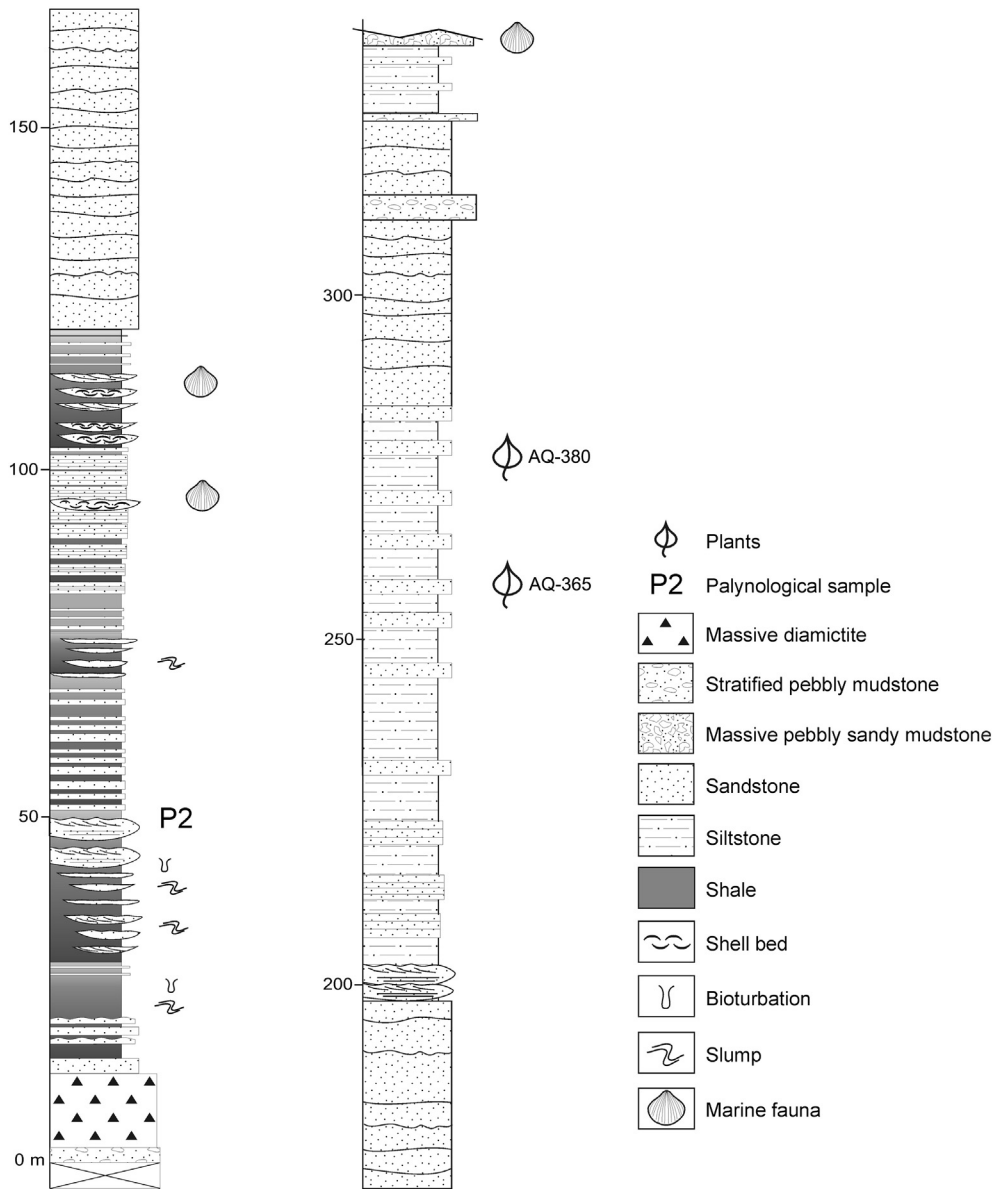 150
100
50
0 m
P2
300
250
200
AQ-380
AQ-365
Plants
P2 Palynological sample
Massive diamictite
Stratified pebbly mudstone
Massive pebbly sandy mudstone
Sandstone
Siltstone
Shale
Shell bed
Bioturbation
Slump
Marine fauna